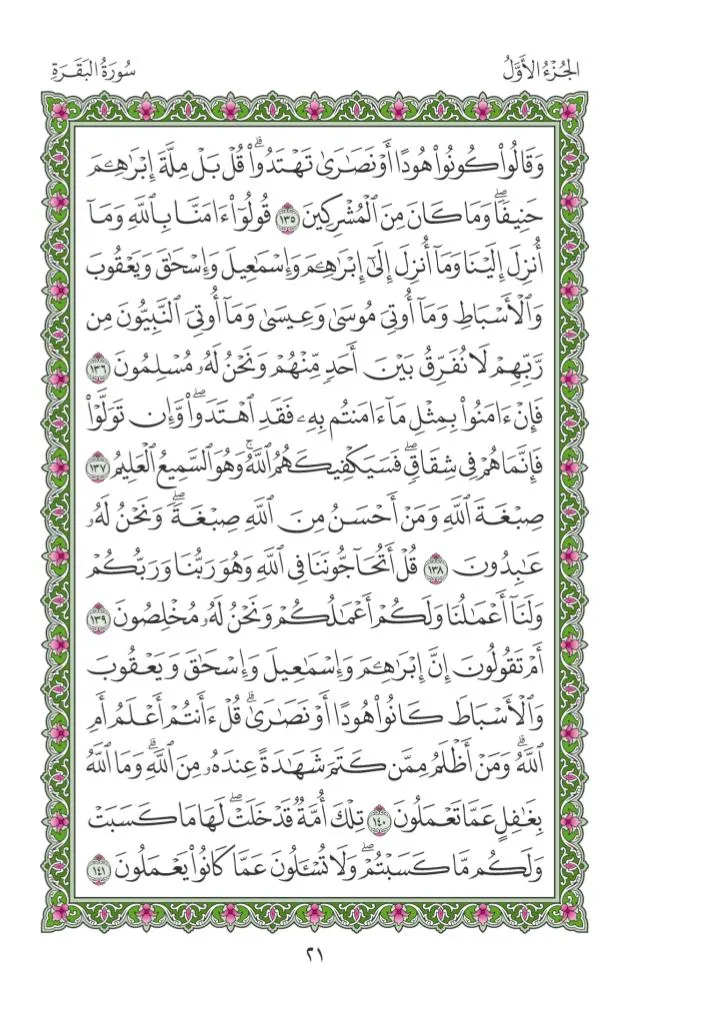 الجُزْءُ الأَوَّلُ
سُورَةُ البَقَرَةِ
وَقَالُوا۟ كُونُوا۟ هُودًا أَوْ نَصَـٰرَىٰ تَهْتَدُوا۟ۗ قُلْ بَلْ مِلَّةَ إِبْرَٰهِـۧمَ
حَنِيفًاۖ وَمَا كَانَ مِنَ ٱلْمُشْرِكِينَ ١٣٥ قُولُوٓا۟ ءَامَنَّا بِٱللَّهِ وَمَآ
أُنزِلَ إِلَيْنَا وَمَآ أُنزِلَ إِلَىٰٓ إِبْرَٰهِـۧمَ وَإِسْمَـٰعِيلَ وَإِسْحَـٰقَ وَيَعْقُوبَ
وَٱلْأَسْبَاطِ وَمَآ أُوتِىَ مُوسَىٰ وَعِيسَىٰ وَمَآ أُوتِىَ ٱلنَّبِيُّونَ مِن
رَّبِّهِمْ لَا نُفَرِّقُ بَيْنَ أَحَدٍ مِّنْهُمْ وَنَحْنُ لَهُۥ مُسْلِمُونَ ١٣٦
فَإِنْ ءَامَنُوا۟ بِمِثْلِ مَآ ءَامَنتُم بِهِۦ فَقَدِ ٱهْتَدَوا۟ۖ وَّإِن تَوَلَّوْا۟
فَإِنَّمَا هُمْ فِى شِقَاقٍۖ فَسَيَكْفِيكَهُمُ ٱللَّهُۚ وَهُوَ ٱلسَّمِيعُ ٱلْعَلِيمُ ١٣٧
صِبْغَةَ ٱللَّهِ وَمَنْ أَحْسَنُ مِنَ ٱللَّهِ صِبْغَةًۖ وَنَحْنُ لَهُۥ
عَـٰبِدُونَ ١٣٨ قُلْ أَتُحَآجُّونَنَا فِى ٱللَّهِ وَهُوَ رَبُّنَا وَرَبُّكُمْ
وَلَنَآ أَعْمَـٰلُنَا وَلَكُمْ أَعْمَـٰلُكُمْ وَنَحْنُ لَهُۥ مُخْلِصُونَ ١٣٩
أَمْ تَقُولُونَ إِنَّ إِبْرَٰهِـۧمَ وَإِسْمَـٰعِيلَ وَإِسْحَـٰقَ وَيَعْقُوبَ
وَٱلْأَسْبَاطَ كَانُوا۟ هُودًا أَوْ نَصَـٰرَىٰۗ قُلْ ءَأَنتُمْ أَعْلَمُ أَمِ
ٱللَّهُۗ وَمَنْ أَظْلَمُ مِمَّن كَتَمَ شَهَـٰدَةً عِندَهُۥ مِنَ ٱللَّهِۗ وَمَا ٱللَّهُ
بِغَـٰفِلٍ عَمَّا تَعْمَلُونَ ١٤٠ تِلْكَ أُمَّةٌ قَدْ خَلَتْۖ لَهَا مَا كَسَبَتْ
وَلَكُم مَّا كَسَبْتُمْۖ وَلَا تُسْـَٔلُونَ عَمَّا كَانُوا۟ يَعْمَلُونَ ١٤١
٢١